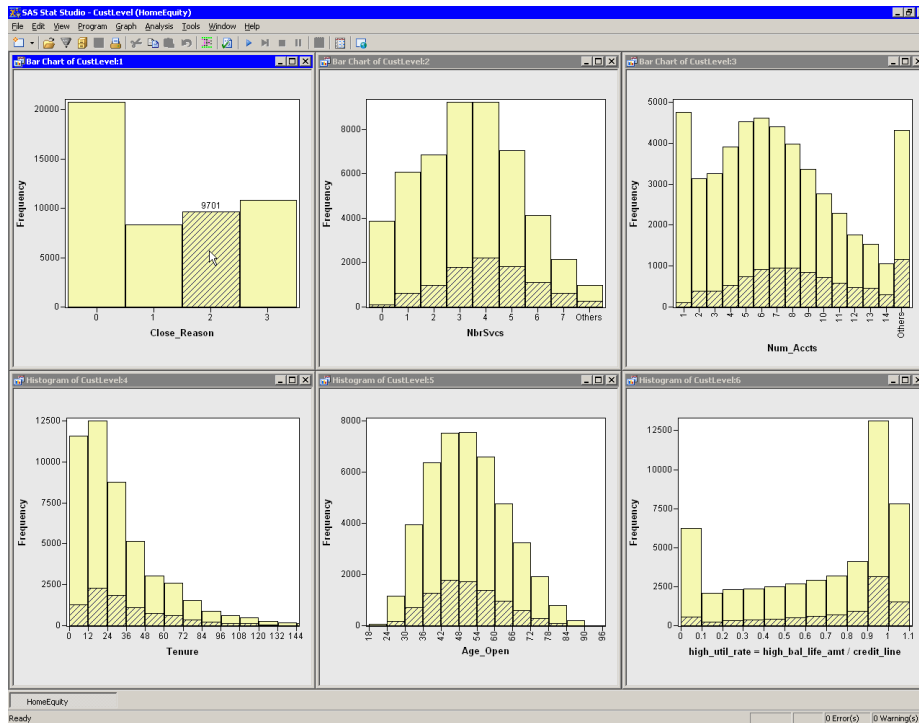 SAS Stat Studio - CustLevel (HomeEquity)
File Edit View Program Graph Analysis Tools Window Help
Bar Chart of CustLevel:1
20000
15000
10000
5000
0
Frequency
9701
0 1 2 3
Close_Reason
Bar Chart of CustLevel:2
8000
6000
4000
2000
0
Frequency
0 1 2 3 4 5 6 7 Others
NbrSvcs
Bar Chart of CustLevel:3
5000
4000
3000
2000
1000
0
Frequency
1 2 3 4 5 6 7 8 9 10 11 12 13 14 Others
Num_Accts
Histogram of CustLevel:4
12500
10000
7500
5000
2500
0
Frequency
0 12 24 36 48 60 72 84 96 108 120 132 144
Tenure
Histogram of CustLevel:5
8000
6000
4000
2000
0
Frequency
18 24 30 36 42 48 54 60 66 72 78 84 90 96
Age_Open
Histogram of CustLevel:6
12500
10000
7500
5000
2500
0
Frequency
0 0.1 0.2 0.3 0.4 0.5 0.6 0.7 0.8 0.9 1 1.1
high_util_rate = high_bal_life_amt / credit_line
HomeEquity
Ready
0 Error(s) 0 Warning(s)